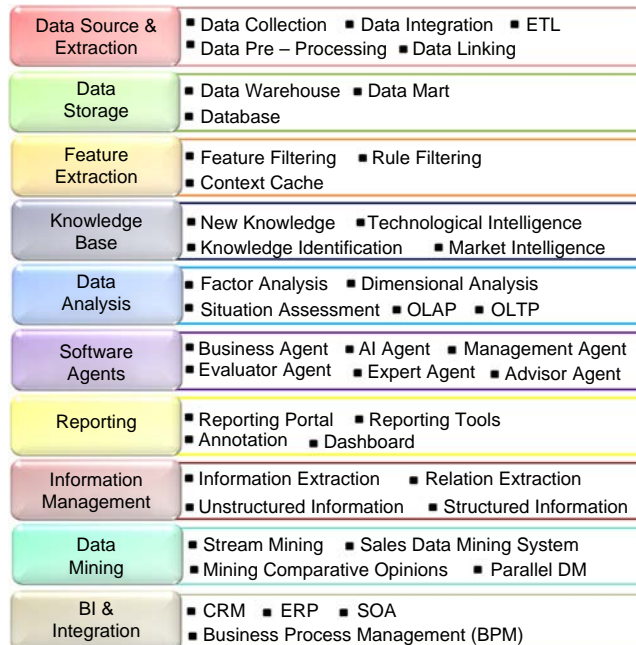 Data Source &
Extraction
▪ Data Collection ▪ Data Integration ▪ ETL
▪ Data Pre – Processing ▪ Data Linking
Data
Storage
▪ Data Warehouse ▪ Data Mart
▪ Database
Feature
Extraction
▪ Feature Filtering ▪ Rule Filtering
▪ Context Cache
Knowledge
Base
▪ New Knowledge ▪Technological Intelligence
▪ Knowledge Identification ▪ Market Intelligence
Data
Analysis
▪ Factor Analysis ▪ Dimensional Analysis
▪ Situation Assessment ▪ OLAP ▪ OLTP
Software
Agents
▪ Business Agent ▪ AI Agent ▪ Management Agent
▪ Evaluator Agent ▪ Expert Agent ▪ Advisor Agent
Reporting
▪ Reporting Portal ▪ Reporting Tools
▪ Annotation ▪ Dashboard
Information
Management
▪ Information Extraction ▪ Relation Extraction
▪ Unstructured Information ▪ Structured Information
Data
Mining
▪ Stream Mining ▪ Sales Data Mining System
▪ Mining Comparative Opinions ▪ Parallel DM
BI &
Integration
▪ CRM ▪ ERP ▪ SOA
▪ Business Process Management (BPM)